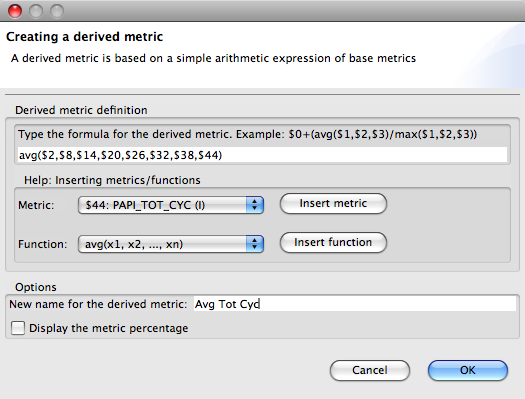 Creating a derived metric
A derived metric is based on a simple arithmetic expression of base metrics
Derived metric definition
Type the formula for the derived metric. Example: $0+(avg($1,$2,$3)/max($1,$2,$3))
avg($2,$8,$14,$20,$26,$32,$38,$44)
Help: Inserting metrics/functions
Metric: $44: PAPI_TOT_CYC (I) Insert metric
Function: avg(x1, x2, ..., xn) Insert function
Options
New name for the derived metric: Avg Tot Cyc
Display the metric percentage
Cancel OK